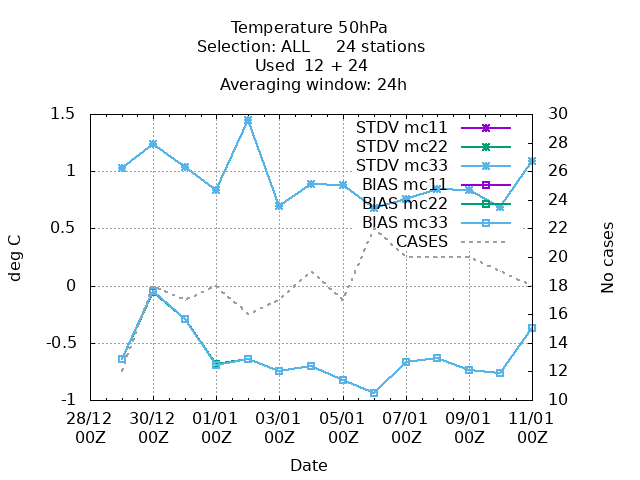 Temperature 50hPa
Selection: ALL     24 stations
Used  12 + 24
Averaging window: 24h
STDV mc11
STDV mc22
STDV mc33
BIAS mc11
BIAS mc22
BIAS mc33
CASES
deg C
1.5
1
0.5
0
-0.5
-1
No cases
30
28
26
24
22
20
18
16
14
12
10
28/12 30/12 01/01 03/01 05/01 07/01 09/01 11/01
00Z 00Z 00Z 00Z 00Z 00Z 00Z 00Z
Date